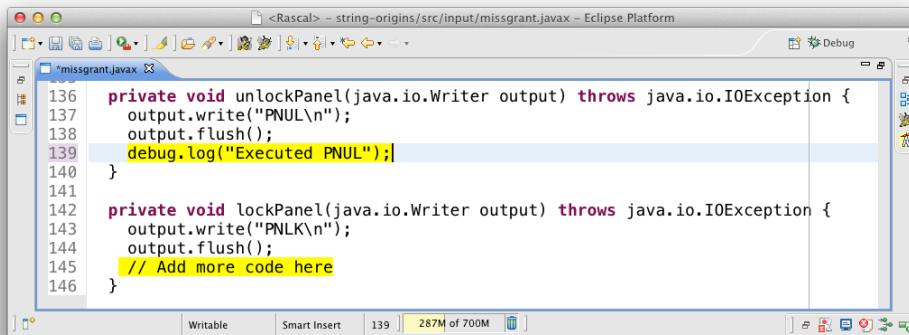 <Rascal> - string-origins/src/input/missgrant.javax - Eclipse Platform
Debug
*missgrant.javax
136 private void unlockPanel(java.io.Writer output) throws java.io.IOException {
137 output.write("PNUL\n");
138 output.flush();
139 debug.log("Executed PNUL");
140 }
141
142 private void lockPanel(java.io.Writer output) throws java.io.IOException {
143 output.write("PNLK\n");
144 output.flush();
145 // Add more code here
146 }
Writable Smart Insert 139 287M of 700M